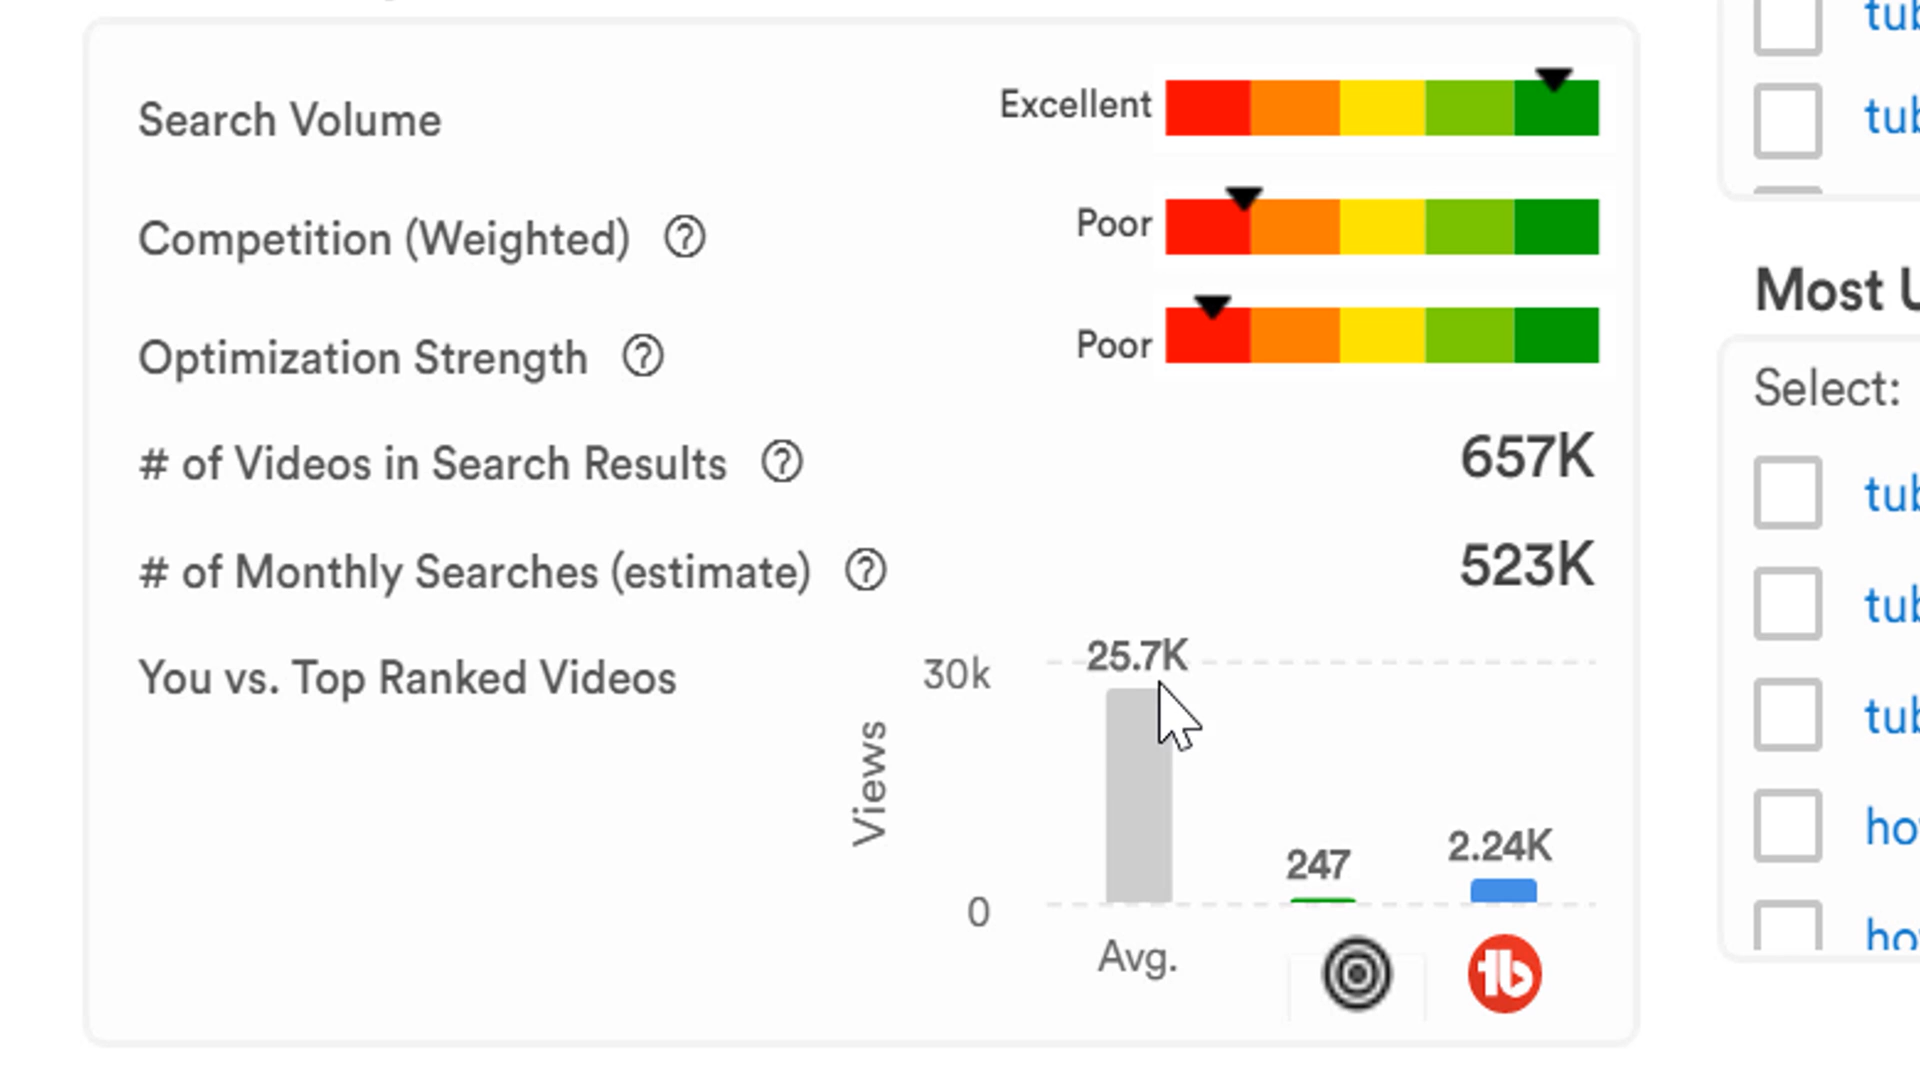 Search Volume
Excellent
Competition (Weighted) ?
Poor
Optimization Strength ?
Poor
# of Videos in Search Results ?
657K
# of Monthly Searches (estimate) ?
523K
You vs. Top Ranked Videos
30k
25.7K
Views
247
2.24K
0
Avg.
tb
Most
Select: